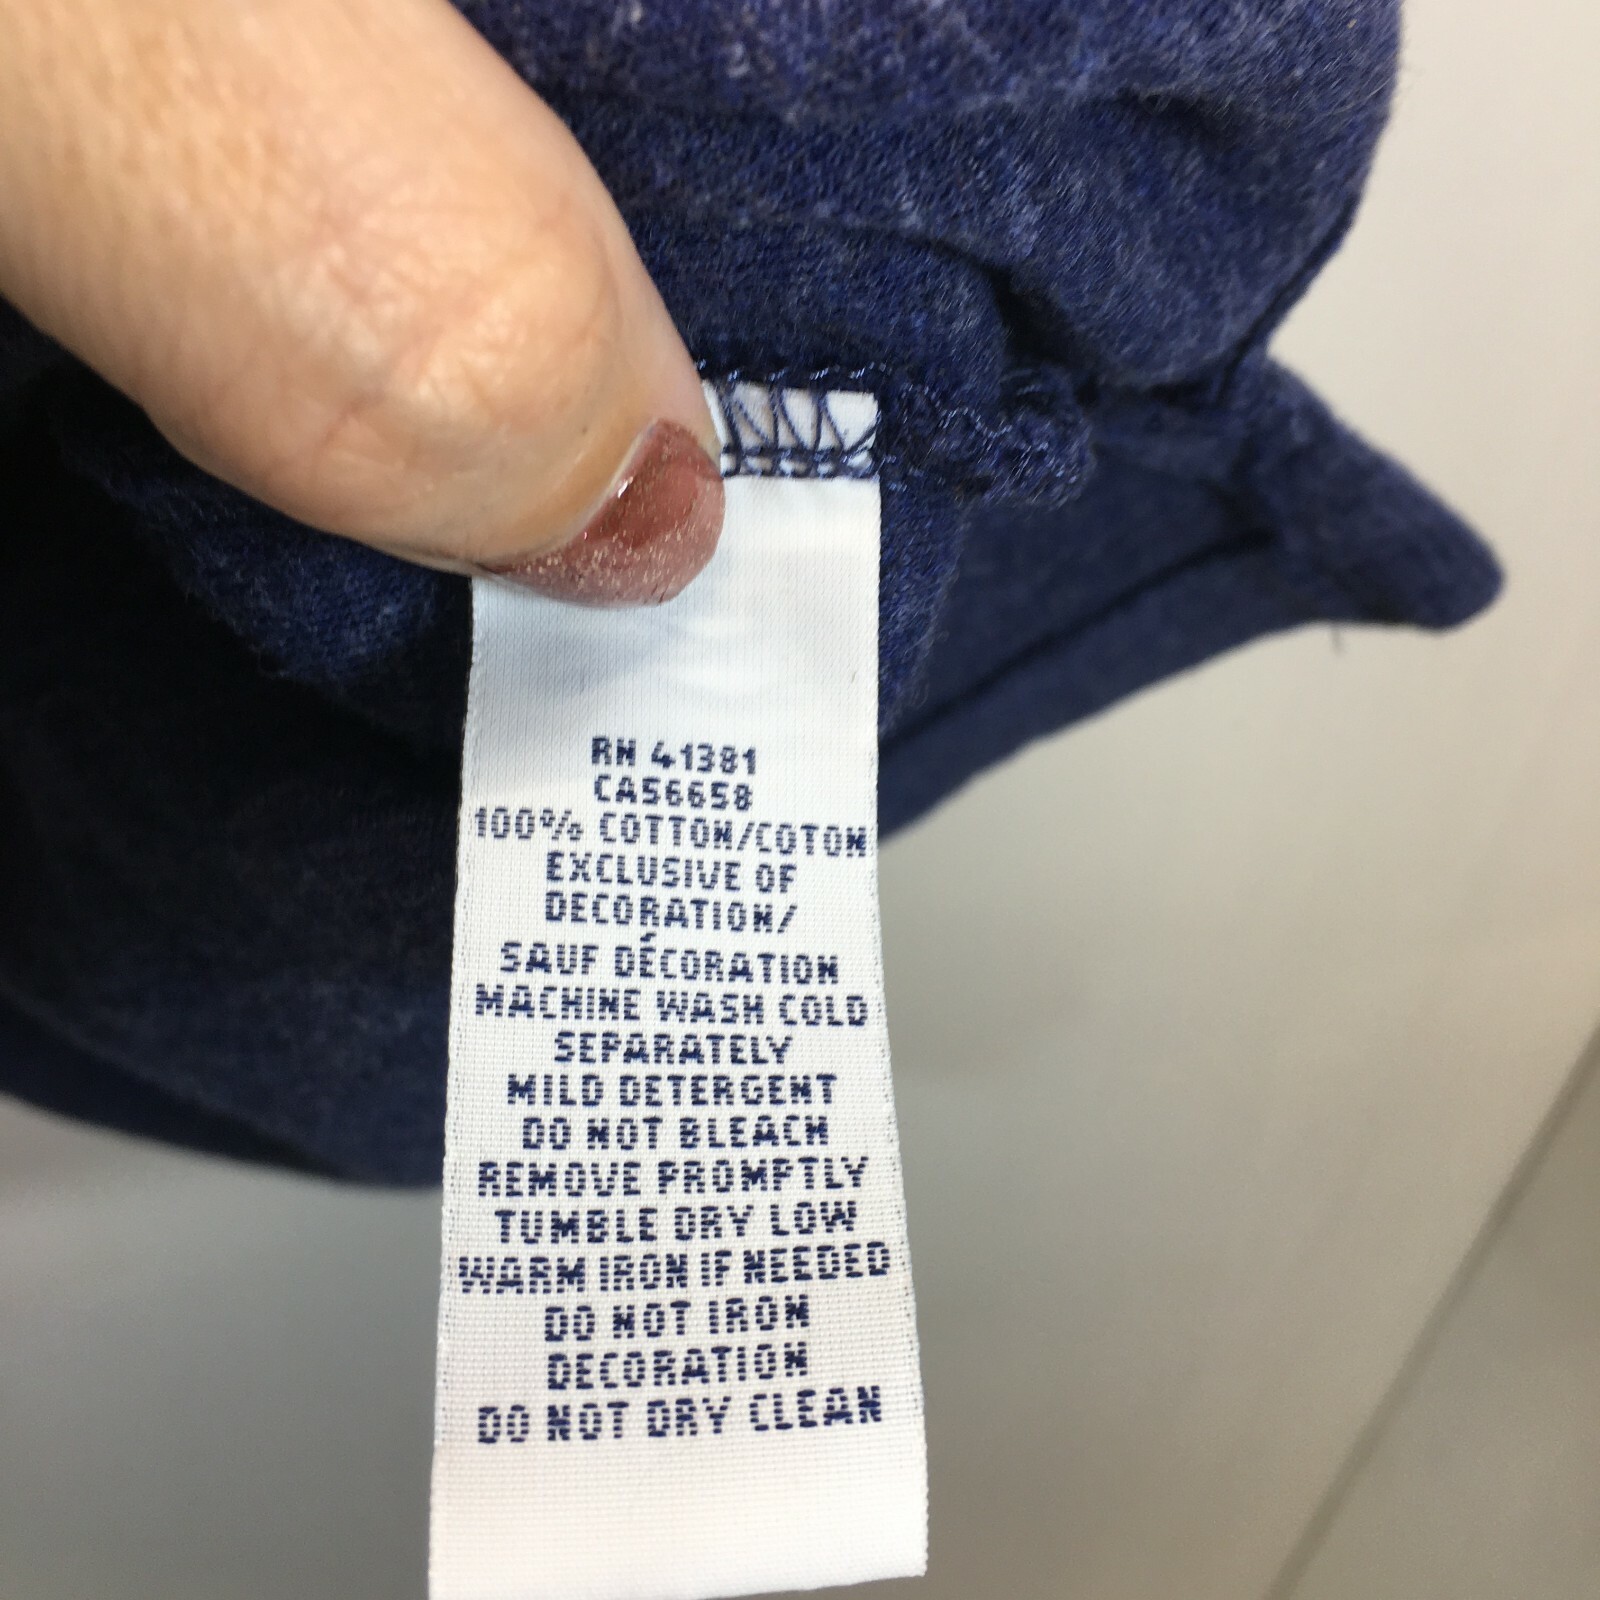 RN 41381
CA56658
100% COTTON/COTON
EXCLUSIVE OF
DECORATION/
SAUF DÉCORATION
MACHINE WASH COLD
SEPARATELY
MILD DETERGENT
DO NOT BLEACH
REMOVE PROMPTLY
TUMBLE DRY LOW
WARM IRON IF NEEDED
DO NOT IRON
DECORATION
DO NOT DRY CLEAN